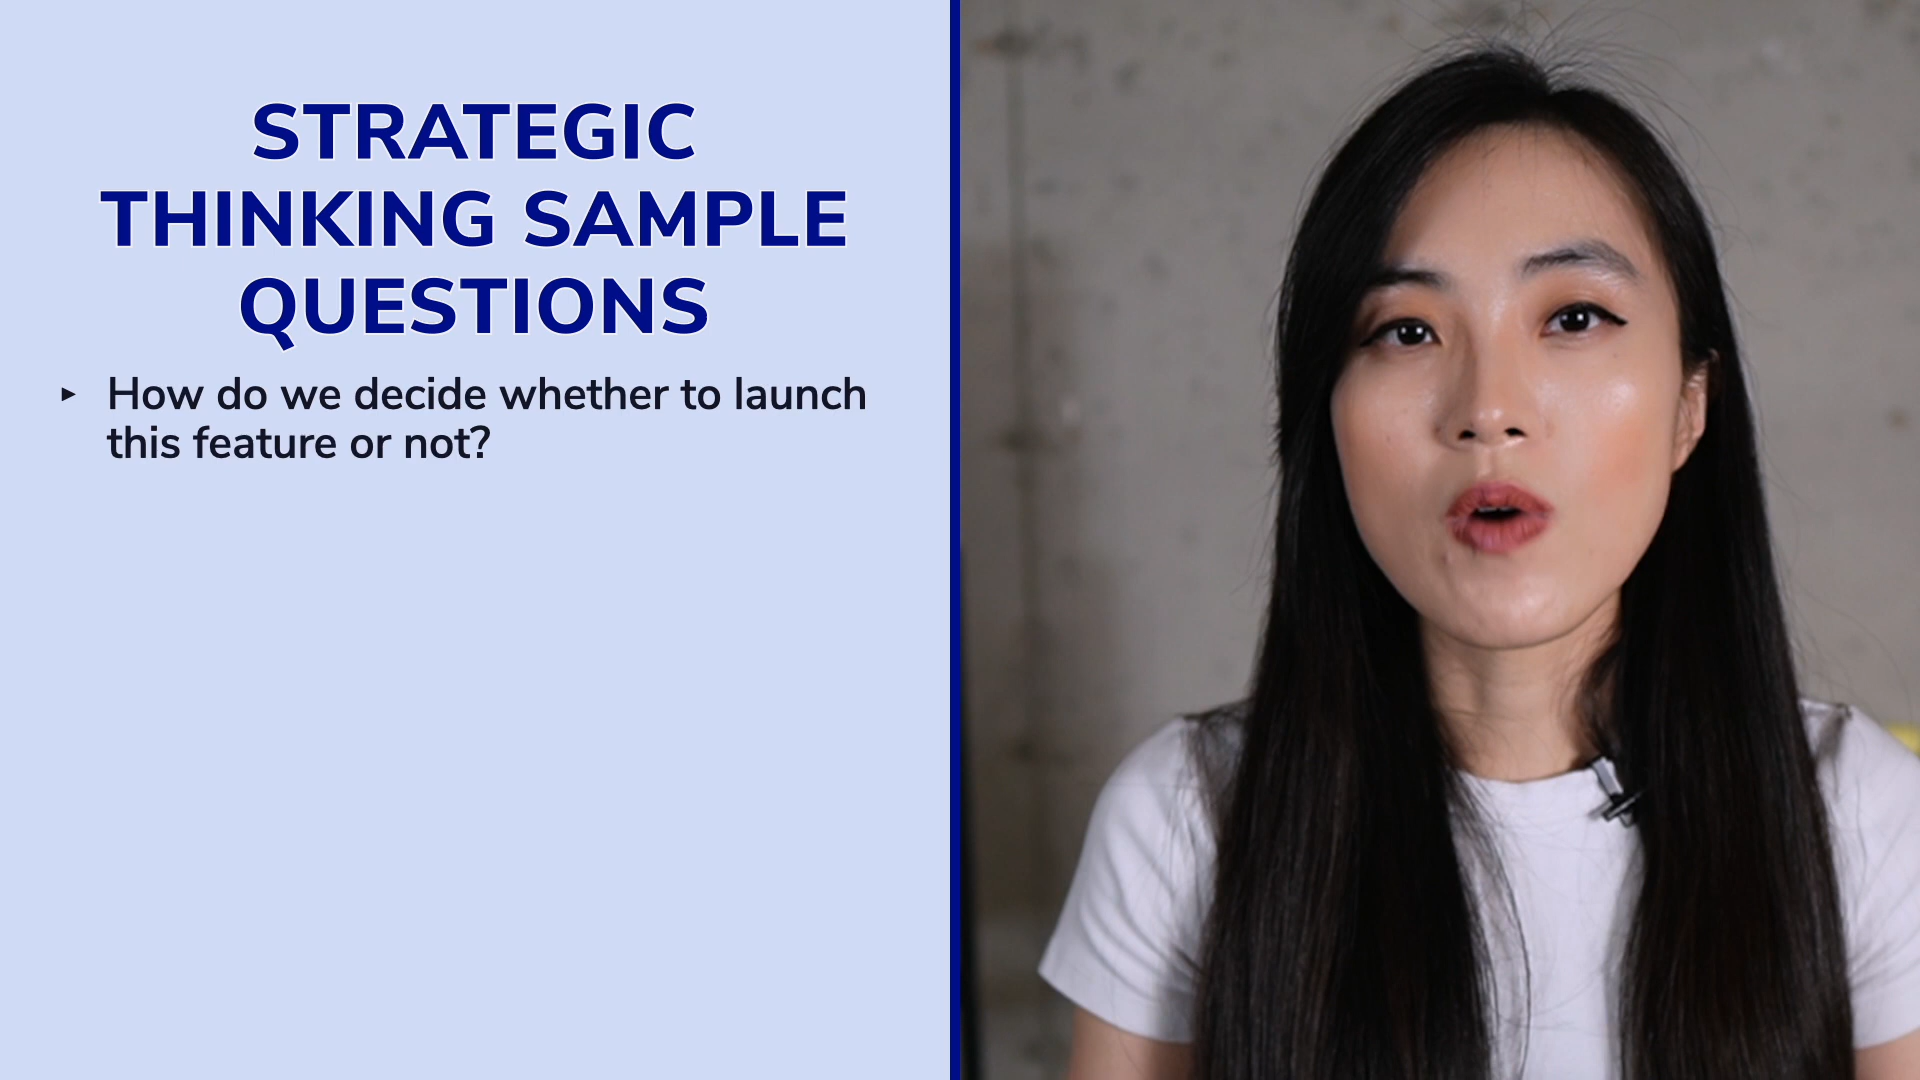 STRATEGIC
THINKING SAMPLE
QUESTIONS
‣ How do we decide whether to launch
this feature or not?